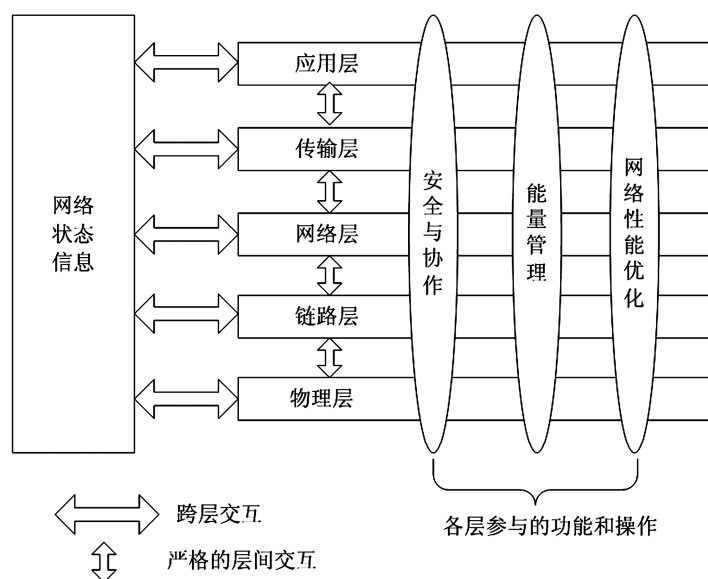 网络
状态
信息
应用层
传输层
网络层
链路层
物理层
安全与协作
能量管理
网络性能优化
跨层交互
严格的层间交互
各层参与的功能和操作